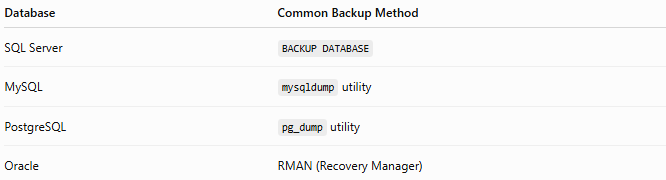 Database Common Backup Method
SQL Server BACKUP DATABASE
MySQL mysqldump utility
PostgreSQL pg_dump utility
Oracle RMAN (Recovery Manager)